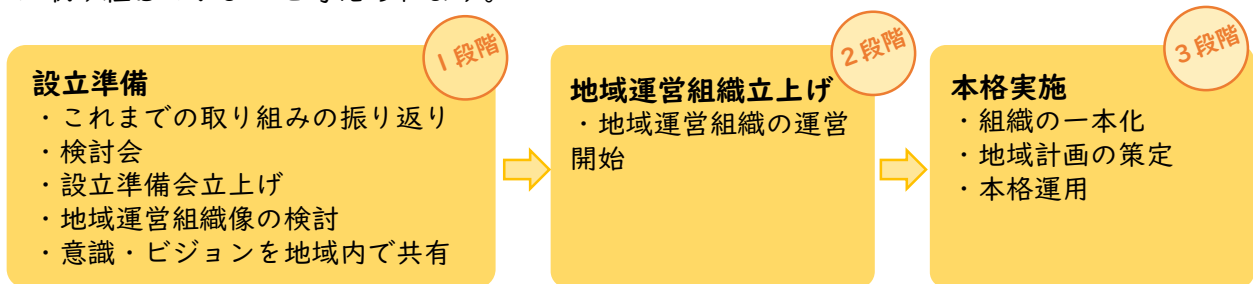 1段階
設立準備
・これまでの取り組みの振り返り
・検討会
・設立準備会立上げ
・地域運営組織像の検討
・意識・ビジョンを地域内で共有
2段階
地域運営組織立上げ
・地域運営組織の運営
開始
3段階
本格実施
・組織の一本化
・地域計画の策定
・本格運用